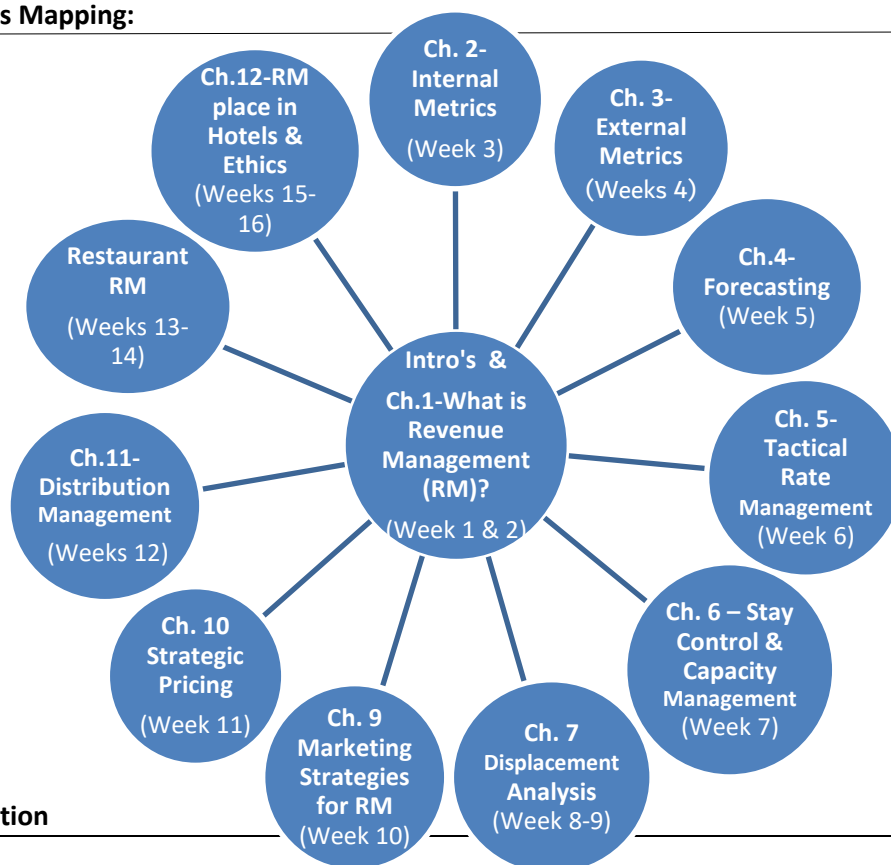 s Mapping:
Ch. 2-
Internal
Metrics
(Week 3)
Ch. 3-
External
Metrics
(Weeks 4)
Ch.4-
Forecasting
(Week 5)
Ch. 5-
Tactical
Rate
Management
(Week 6)
Ch. 6 – Stay
Control &
Capacity
Management
(Week 7)
Ch. 7
Displacement
Analysis
(Week 8-9)
Ch. 9
Marketing
Strategies
for RM
(Week 10)
Ch. 10
Strategic
Pricing
(Week 11)
Ch.11-
Distribution
Management
(Weeks 12)
Restaurant
RM
(Weeks 13-
14)
Ch.12-RM
place in
Hotels &
Ethics
(Weeks 15-
16)
Intro's &
Ch.1-What is
Revenue
Management
(RM)?
(Week 1 & 2)
tion